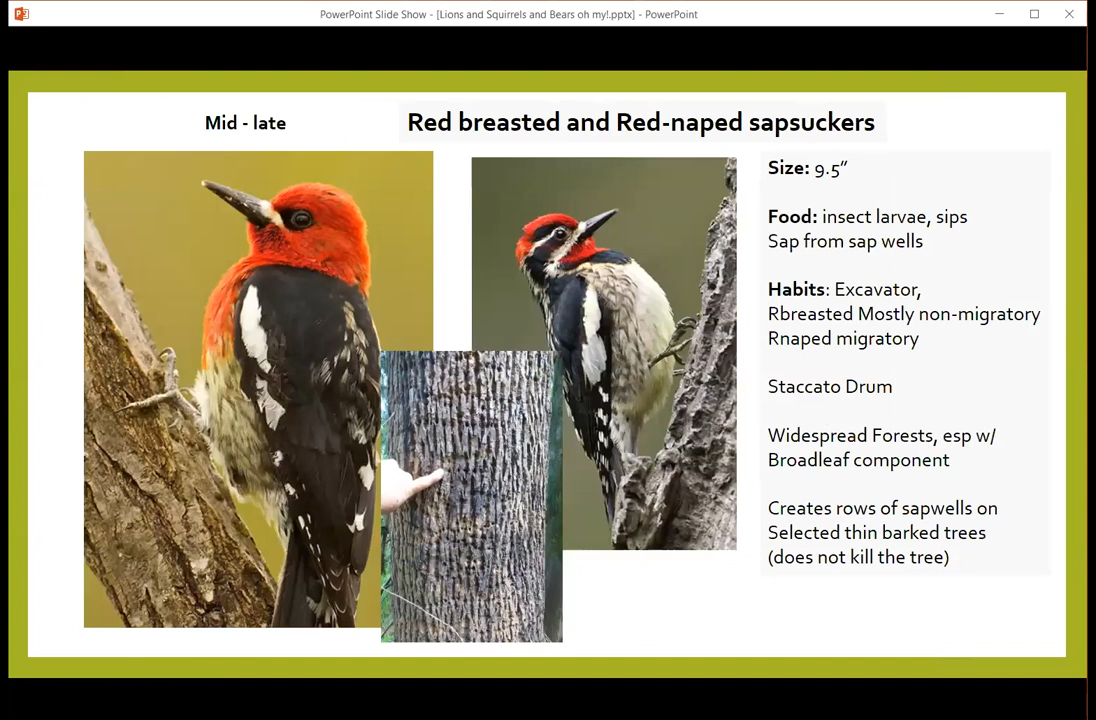 PowerPoint Slide Show - [Lions and Squirrels and Bears oh my!.pptx] - PowerPoint
Mid - late
Red breasted and Red-naped sapsuckers
Size: 9.5”
Food: insect larvae, sips
Sap from sap wells
Habits: Excavator,
Rbreasted Mostly non-migratory
Rnaped migratory
Staccato Drum
Widespread Forests, esp w/
Broadleaf component
Creates rows of sapwells on
Selected thin barked trees
(does not kill the tree)